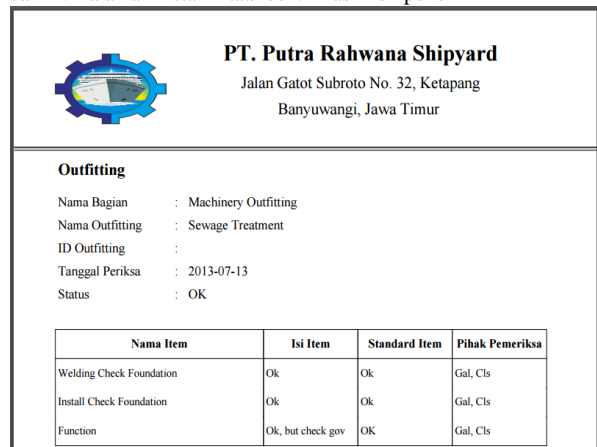 PT. Putra Rahwana Shipyard
Jalan Gatot Subroto No. 32, Ketapang
Banyuwangi, Jawa Timur
Outfitting
Nama Bagian : Machinery Outfitting
Nama Outfitting : Sewage Treatment
ID Outfitting :
Tanggal Periksa : 2013-07-13
Status : OK
Nama Item Isi Item Standard Item Pihak Pemeriksa
Welding Check Foundation Ok Ok Gal, Cls
Install Check Foundation Ok Ok Gal, Cls
Function Ok, but check gov OK Gal, Cls